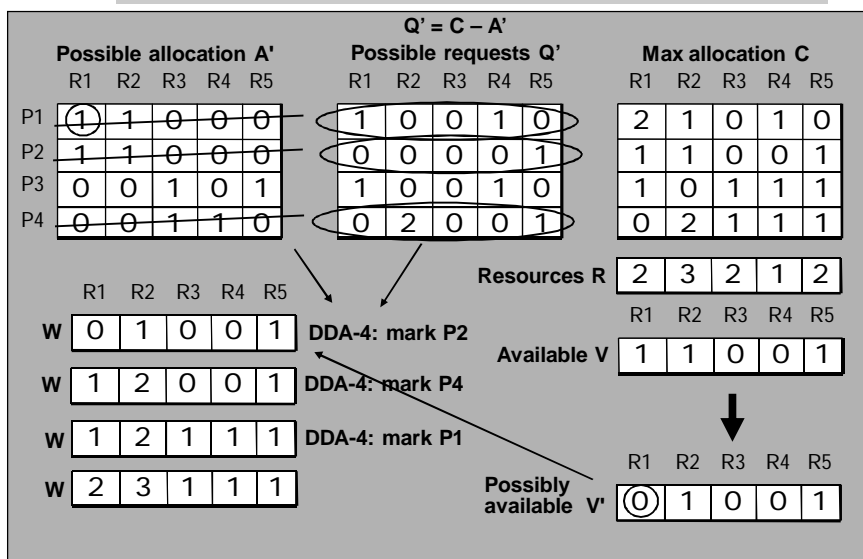 Q' = C – A'
Possible allocation A' Possible requests Q' Max allocation C
R1 R2 R3 R4 R5 R1 R2 R3 R4 R5 R1 R2 R3 R4 R5
P1 1 1 0 0 0 1 0 0 1 0 2 1 0 1 0
P2 1 1 0 0 0 0 0 0 0 1 1 1 0 0 1
P3 0 0 1 0 1 1 0 0 1 0 1 0 1 1 1
P4 0 0 1 1 0 0 2 0 0 1 0 2 1 1 1
Resources R 2 3 2 1 2
R1 R2 R3 R4 R5
W 0 1 0 0 1 DDA-4: mark P2
W 1 2 0 0 1 DDA-4: mark P4
W 1 2 1 1 1 DDA-4: mark P1
W 2 3 1 1 1
R1 R2 R3 R4 R5
Available V 1 1 0 0 1
R1 R2 R3 R4 R5
Possibly
available V' 0 1 0 0 1